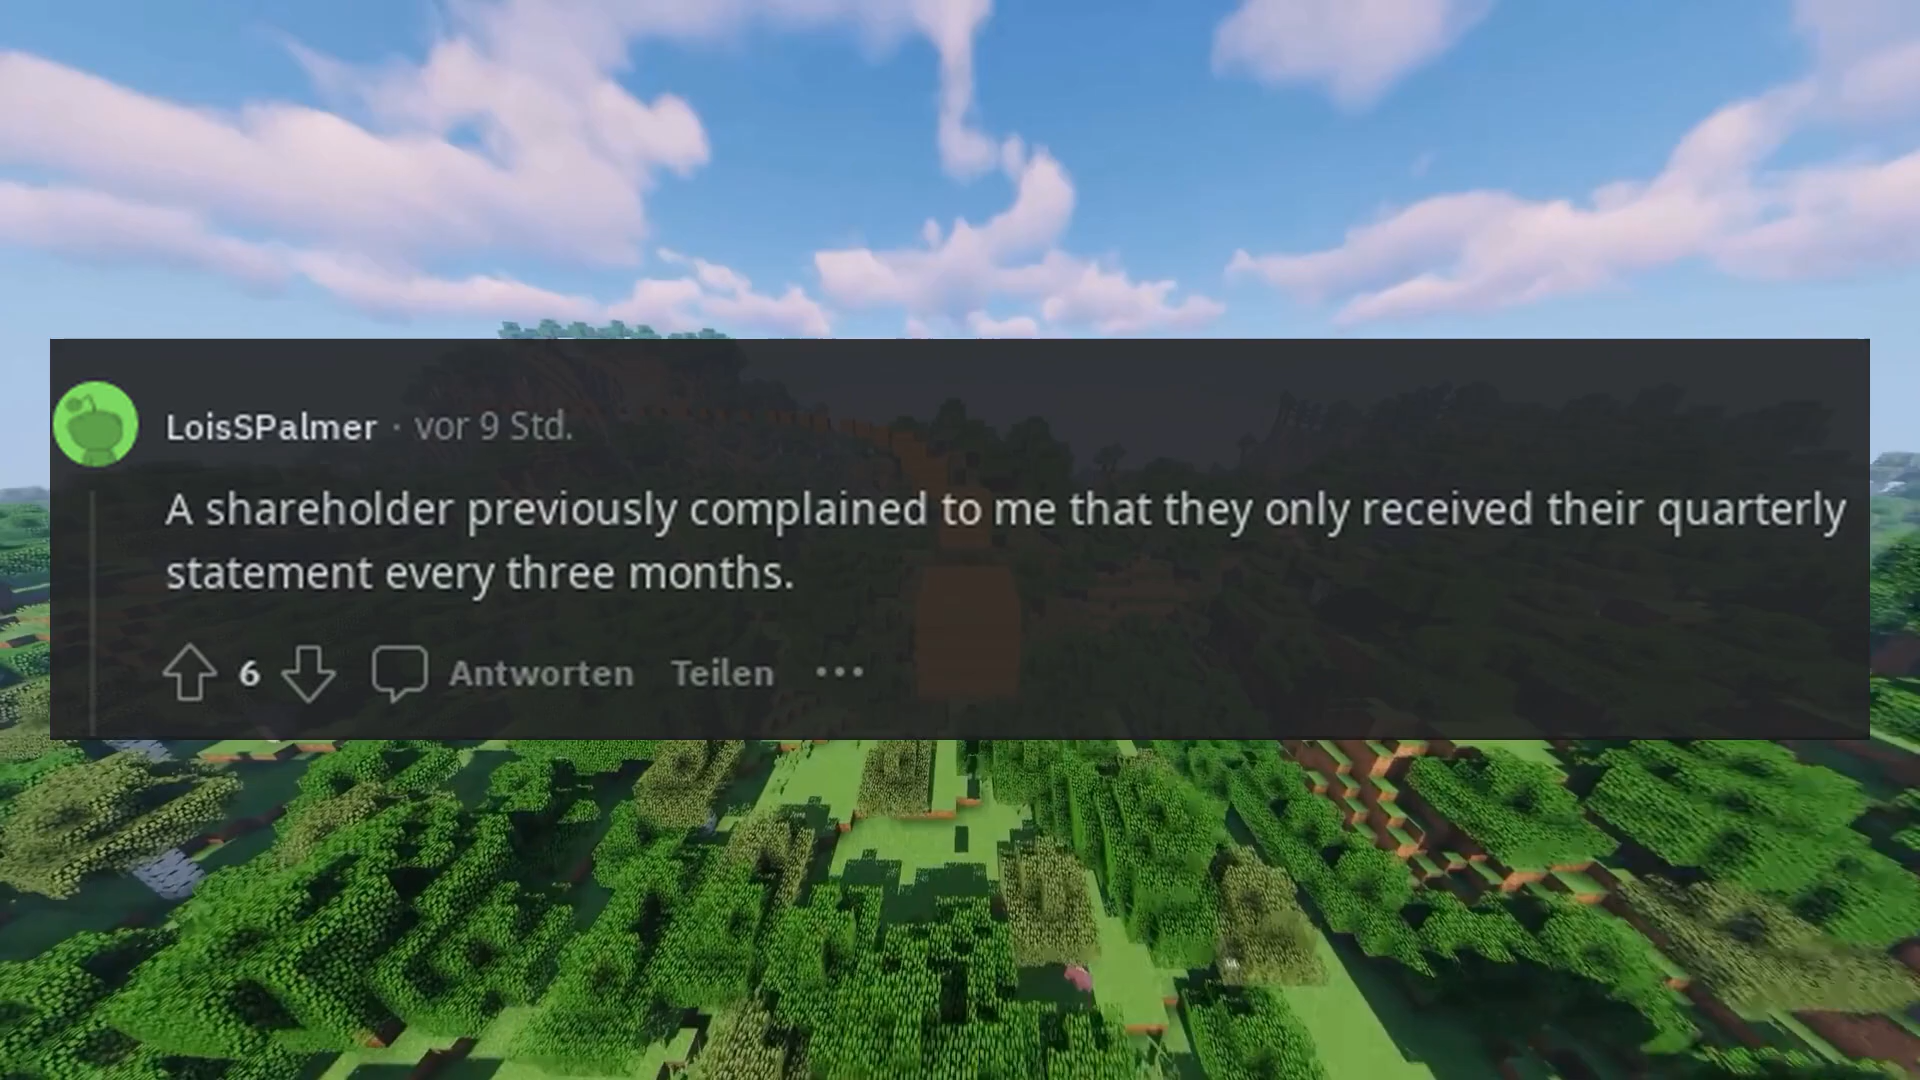 LoisSPalmer · vor 9 Std.
A shareholder previously complained to me that they only received their quarterly
statement every three months.
6 Antworten Teilen ...